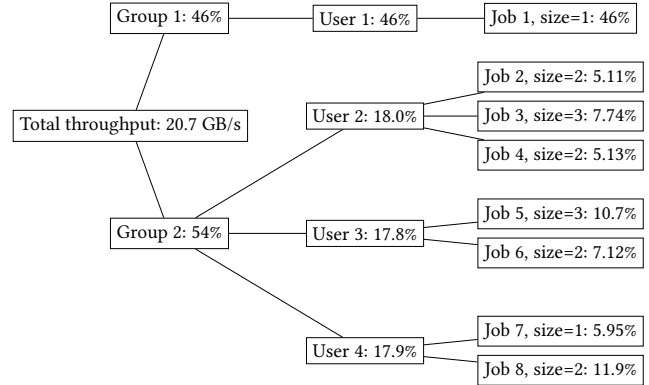 Group 1: 46%
User 1: 46%
Job 1, size=1: 46%
Total throughput: 20.7 GB/s
Job 2, size=2: 5.11%
User 2: 18.0%
Job 3, size=3: 7.74%
Job 4, size=2: 5.13%
Group 2: 54%
User 3: 17.8%
Job 5, size=3: 10.7%
Job 6, size=2: 7.12%
User 4: 17.9%
Job 7, size=1: 5.95%
Job 8, size=2: 11.9%